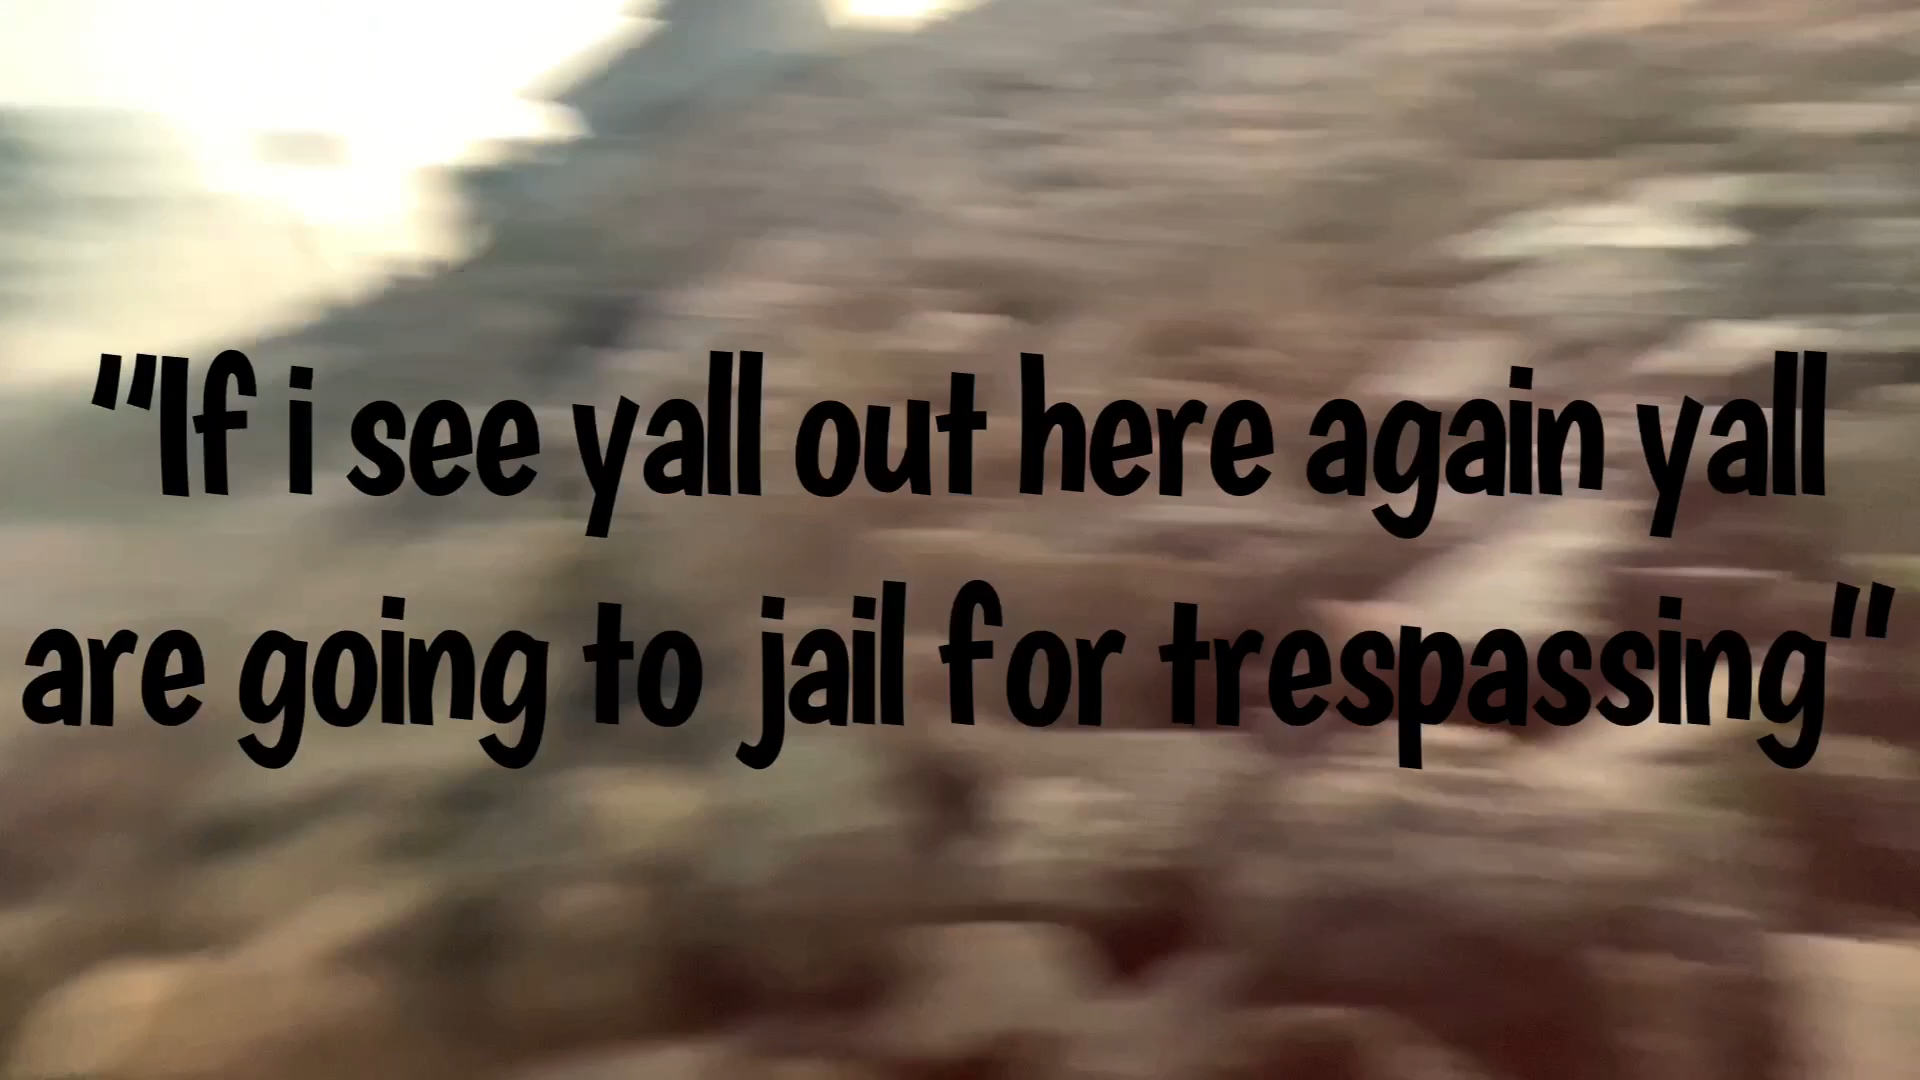 "If i see yall out here again yall
are going to jail for trespassing"